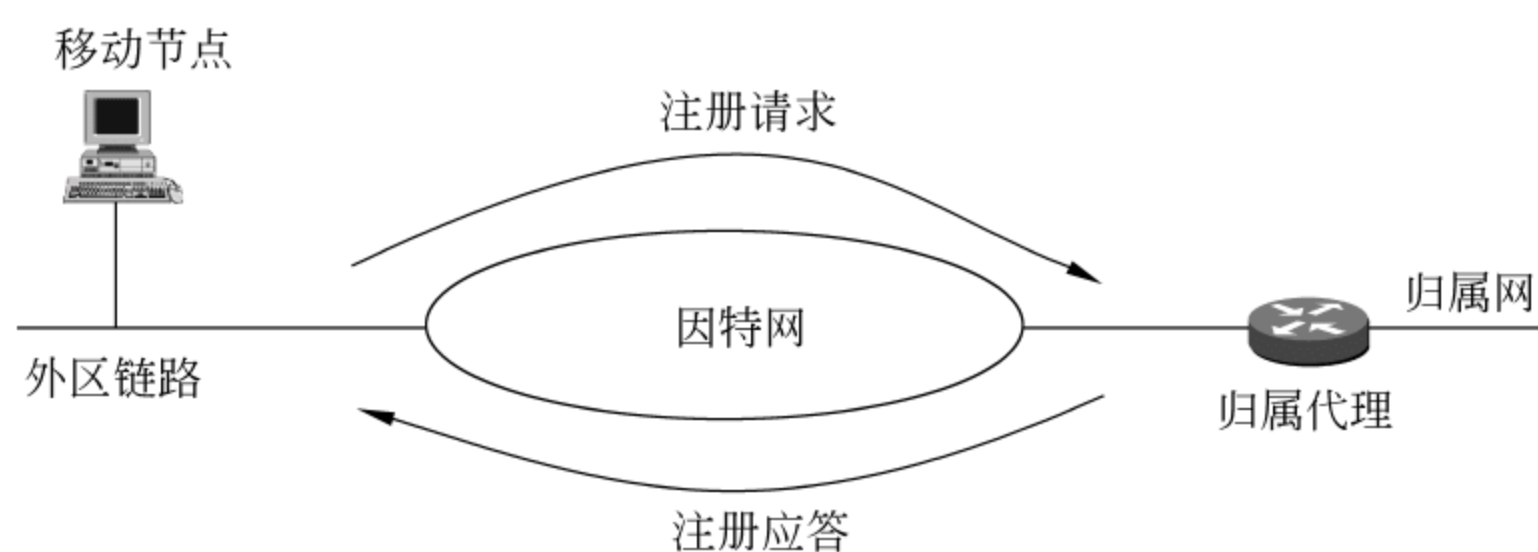 移动节点
注册请求
因特网
归属网
外区链路
归属代理
注册应答